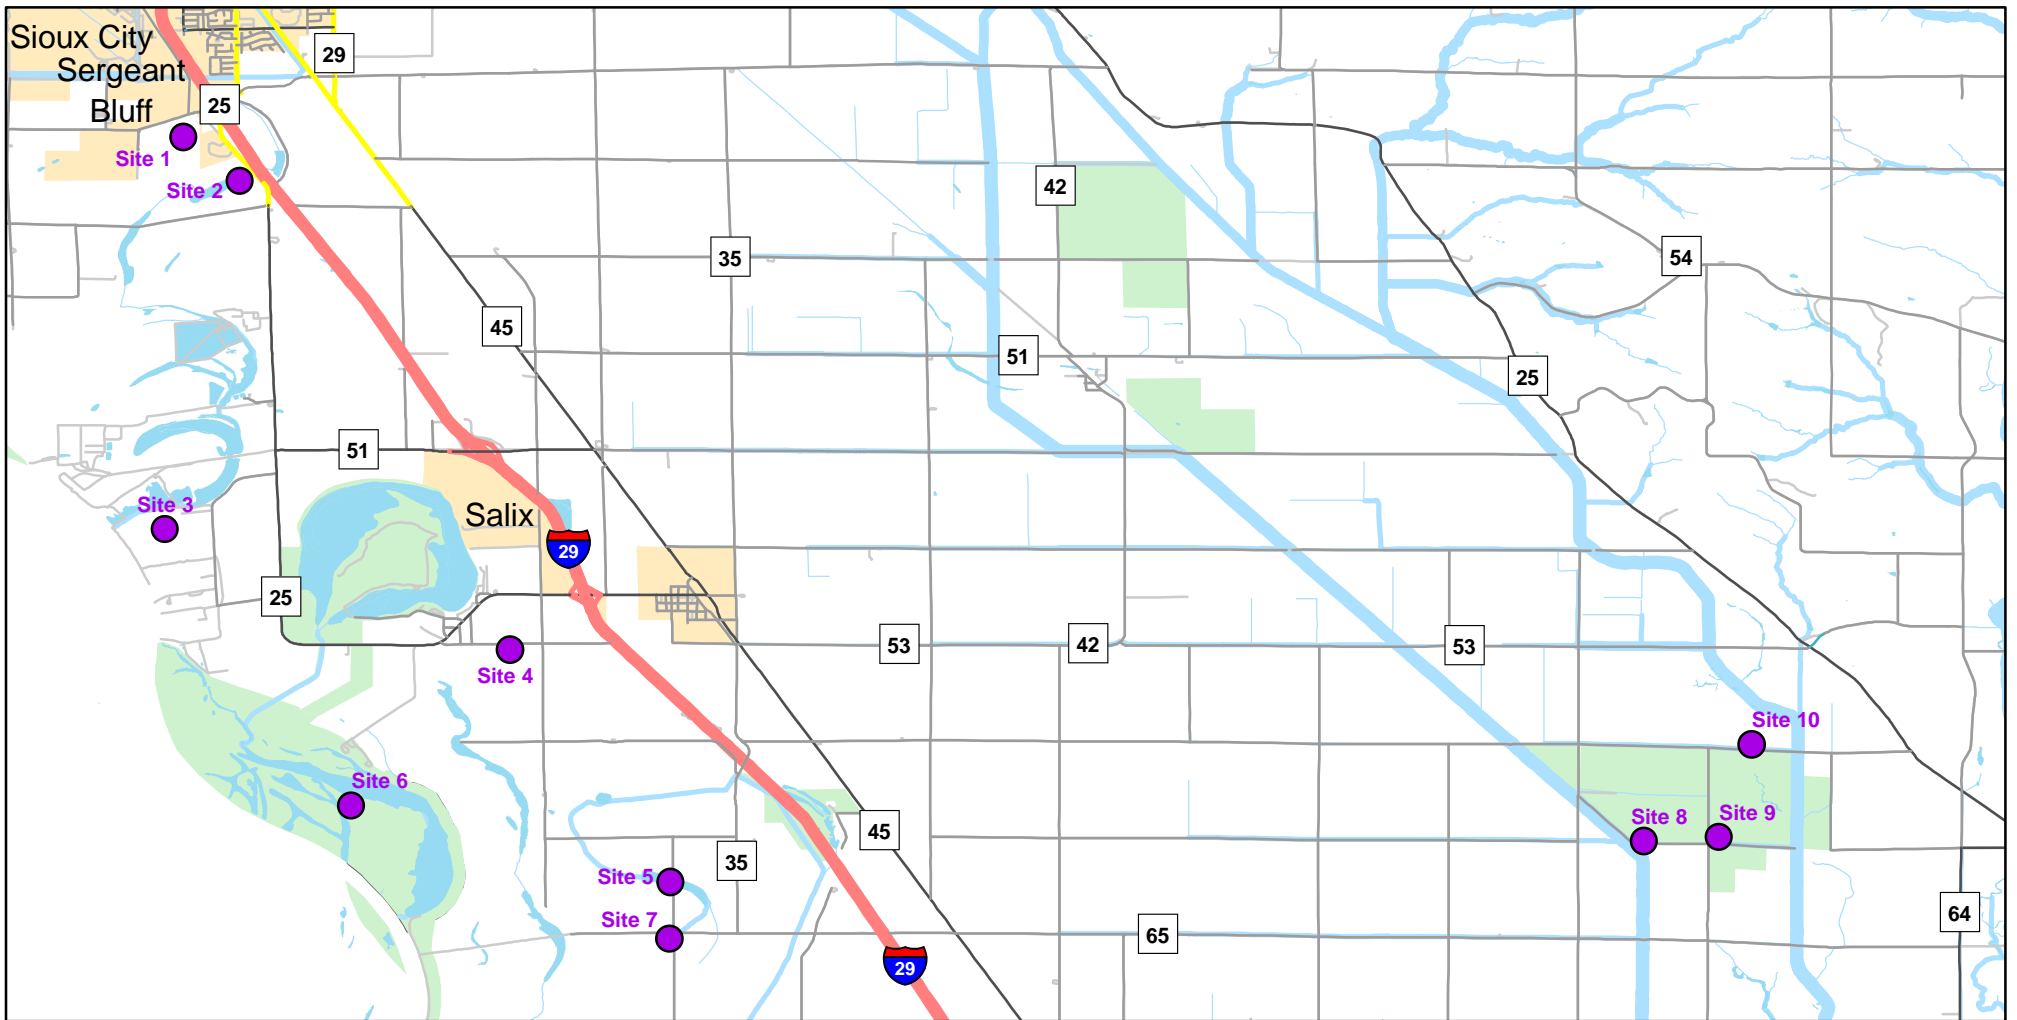 Sioux City
29
Sergeant
25
Bluff
Site 1
Site 2
42
35
54
45
51
25
51
Site 3
Salix
29
25
53
42
53
Site 4
Site 10
Site 6
Site 8
Site 9
45
35
Site 5
64
Site 7
65
29